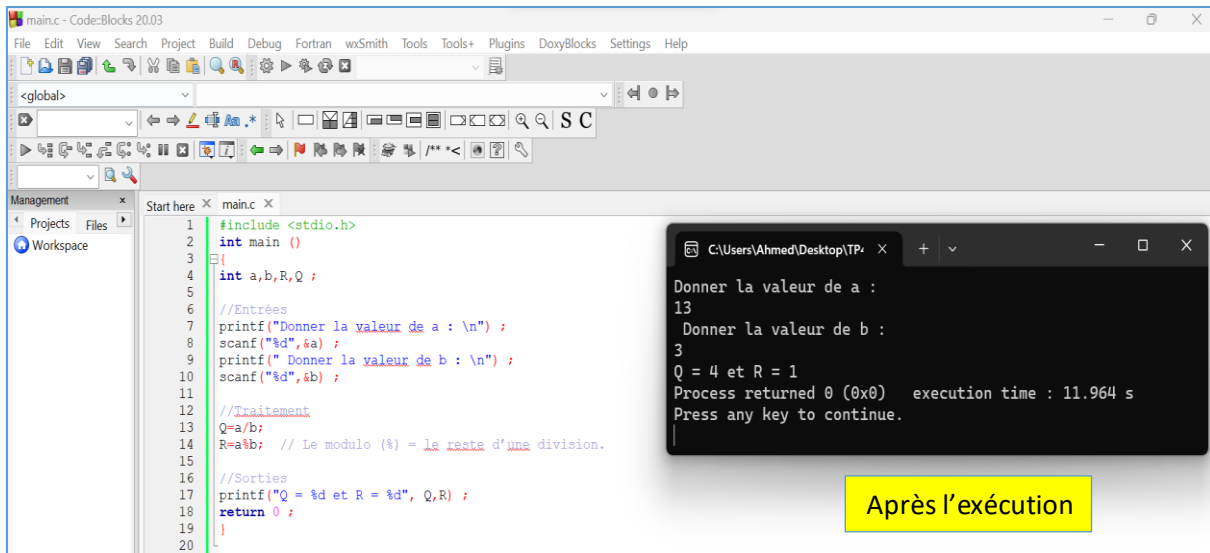 main.c - Code::Blocks 20.03
File Edit View Search Project Build Debug Fortran wxSmith Tools Tools+ Plugins DoxyBlocks Settings Help
<global>
S C
/** *<
Management
Projects Files
Workspace
Start here main.c
1 #include <stdio.h>
2 int main ()
3 {
4 int a,b,R,Q ;
5
6 //Entrées
7 printf("Donner la valeur de a : \n") ;
8 scanf("%d",&a) ;
9 printf(" Donner la valeur de b : \n") ;
10 scanf("%d",&b) ;
11
12 //Traitement
13 Q=a/b;
14 R=a%b; // Le modulo (%) = le reste d'une division.
15
16 //Sorties
17 printf("Q = %d et R = %d", Q,R) ;
18 return 0 ;
19 }
20
C:\Users\Ahmed\Desktop\TP4
Donner la valeur de a :
13
 Donner la valeur de b :
3
Q = 4 et R = 1
Process returned 0 (0x0)   execution time : 11.964 s
Press any key to continue.
Après l'exécution